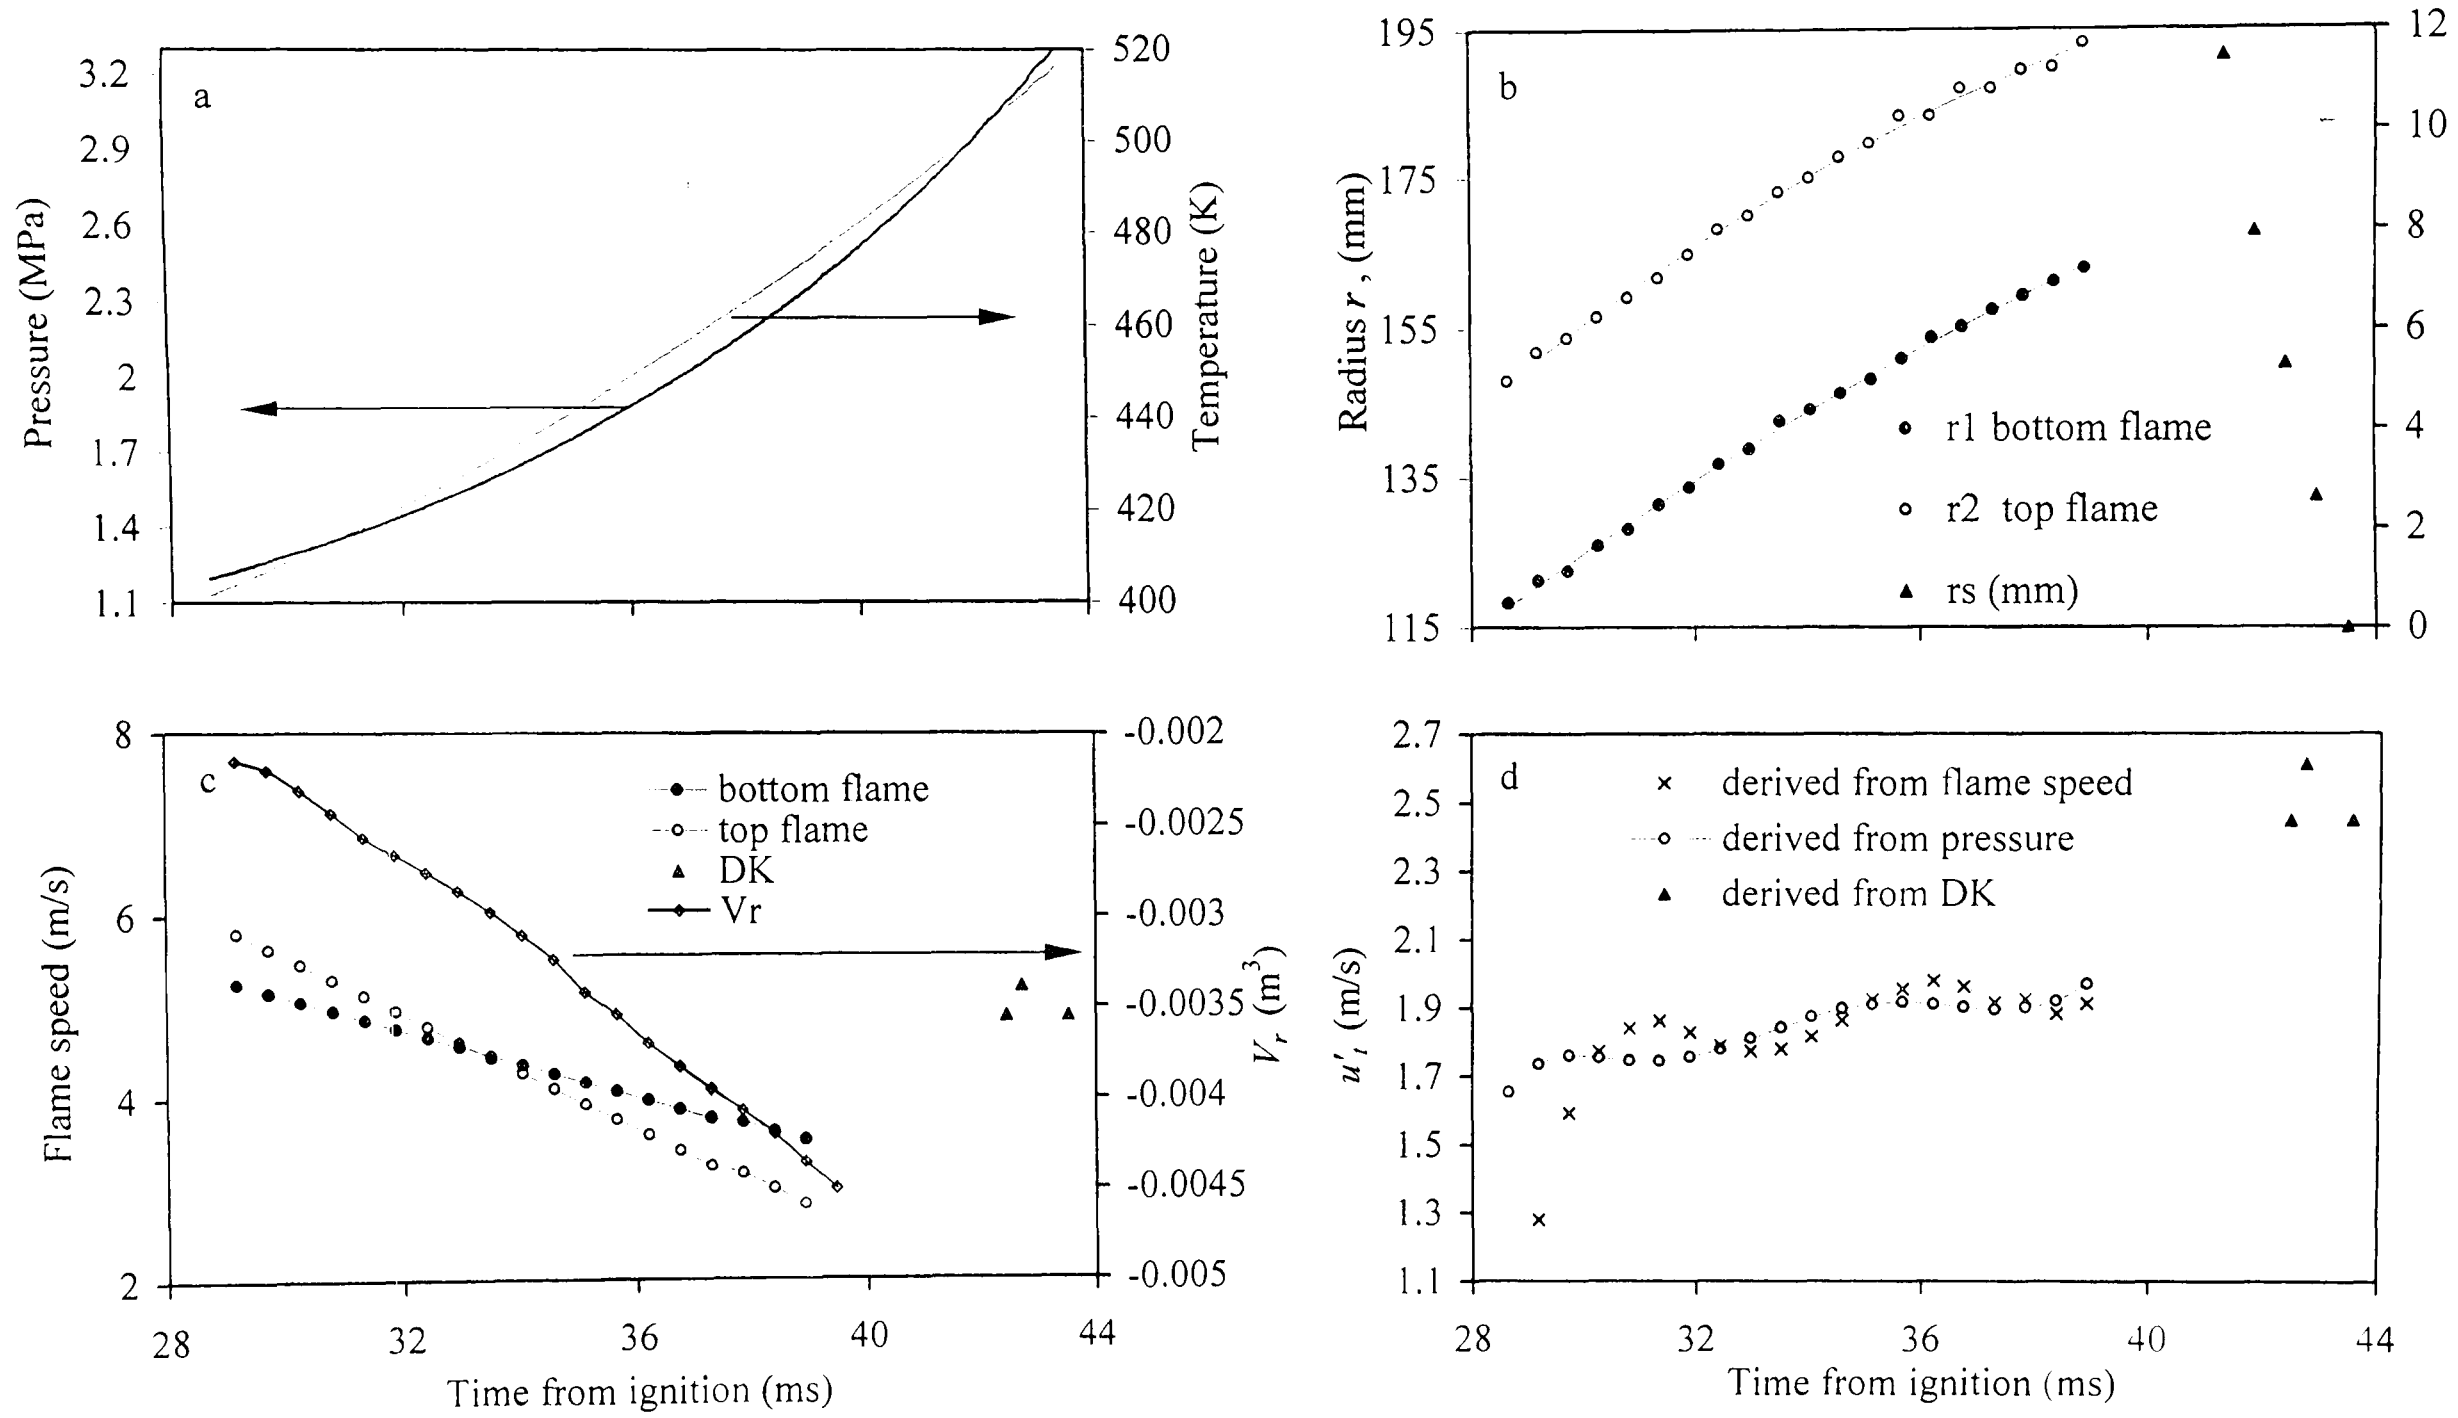 a
Pressure (MPa)
3.2
2.9
2.6
2.3
2
1.7
1.4
1.1
Temperature (K)
520
500
480
460
440
420
400
b
Radius r , (mm)
195
175
155
135
115
12
10
8
6
4
2
0
r1 bottom flame
r2 top flame
rs (mm)
c
Flame speed (m/s)
8
6
4
2
bottom flame
top flame
DK
Vr
-0.002
-0.0025
-0.003
-0.0035
-0.004
-0.0045
-0.005
Vr (m³)
28 32 36 40 44
Time from ignition (ms)
d
u't (m/s)
2.7
2.5
2.3
2.1
1.9
1.7
1.5
1.3
1.1
derived from flame speed
derived from pressure
derived from DK
28 32 36 40 44
Time from ignition (ms)